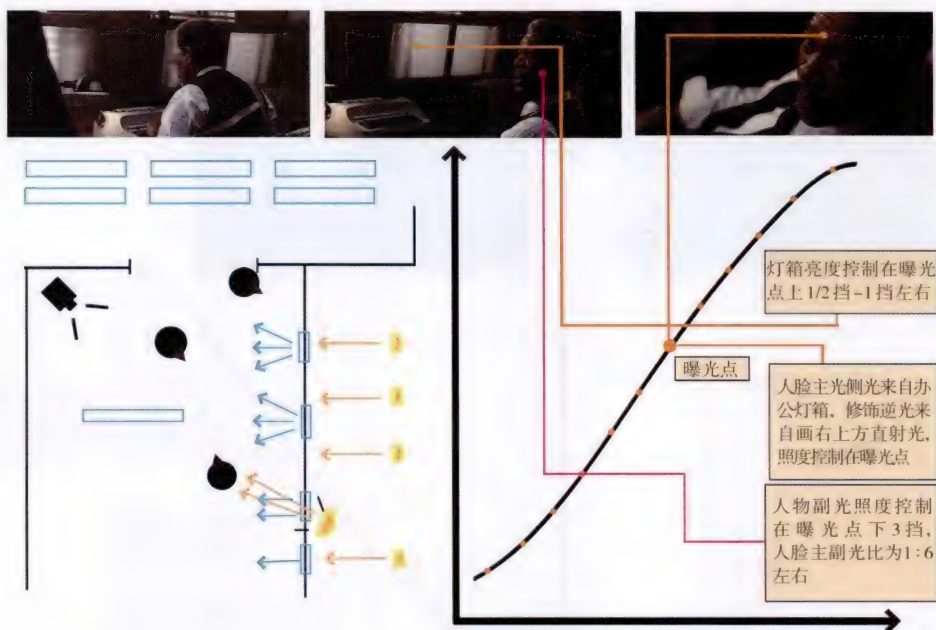 灯箱亮度控制在曝光
点上1/2挡-1挡左右
曝光点
人脸主光侧光来自办
公灯箱，修饰逆光来
自画右上方直射光，
照度控制在曝光点
人物副光照度控制
在曝光点下3挡，
人脸主副光比为1:6
左右